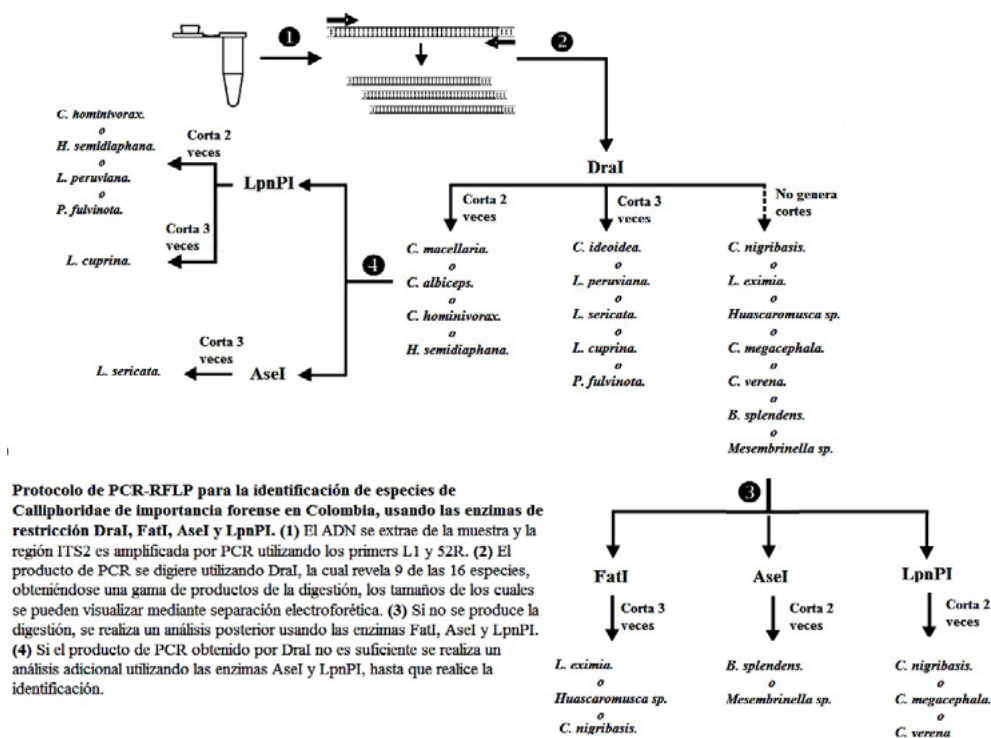 1
2
C. hominivorax.
o
H. semidiaphana.
o
L. peruviana.
o
P. fulvinota.
Corta 2
veces
LpnPI
Corta 3
veces
L. cuprina.
Corta 3
veces
L. sericata.
AseI
4
DraI
Corta 2
veces
Corta 3
veces
No genera
cortes
C. macellaria.
o
C. albiceps.
o
C. hominivorax.
o
H. semidiaphana.
C. ideoidea.
o
L. peruviana.
o
L. sericata.
o
L. cuprina.
o
P. fulvinota.
C. nigribasis.
o
L. eximia.
o
Huascaromusca sp.
o
C. megacephala.
o
C. verena.
o
B. splendens.
o
Mesembrinella sp.
Protocolo de PCR-RFLP para la identificación de especies de
Calliphoridae de importancia forense en Colombia, usando las enzimas de
restricción DraI, FatI, AseI y LpnPI. (1) El ADN se extrae de la muestra y la
región ITS2 es amplificada por PCR utilizando los primers L1 y 52R. (2) El
producto de PCR se digiere utilizando DraI, la cual revela 9 de las 16 especies,
obteniéndose una gama de productos de la digestión, los tamaños de los cuales
se pueden visualizar mediante separación electroforética. (3) Si no se produce la
digestión, se realiza un análisis posterior usando las enzimas FatI, AseI y LpnPI.
(4) Si el producto de PCR obtenido por DraI no es suficiente se realiza un
análisis adicional utilizando las enzimas AseI y LpnPI, hasta que realice la
identificación.
3
FatI
AseI
LpnPI
Corta 3
veces
Corta 2
veces
Corta 2
veces
L. eximia.
o
Huascaromusca sp.
o
C. nigribasis.
B. splendens.
o
Mesembrinella sp.
C. nigribasis.
o
C. megacephala.
o
C. verena